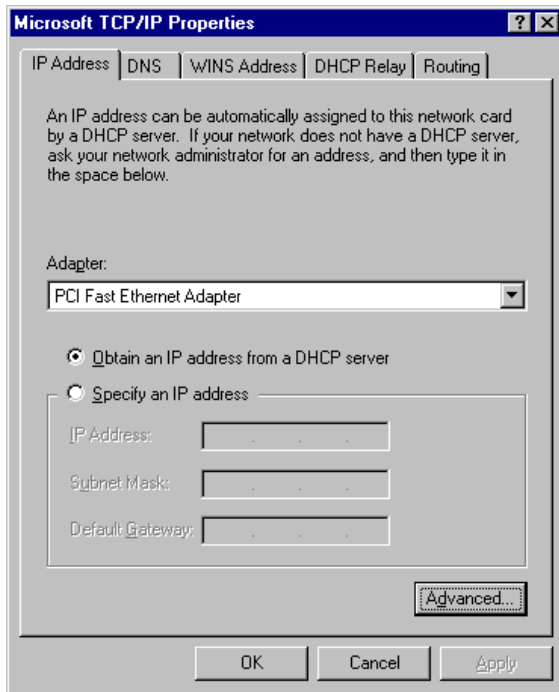 Microsoft TCP/IP Properties
IP Address DNS WINS Address DHCP Relay Routing
An IP address can be automatically assigned to this network card
by a DHCP server. If your network does not have a DHCP server,
ask your network administrator for an address, and then type it in
the space below.
Adapter:
PCI Fast Ethernet Adapter
Obtain an IP address from a DHCP server
Specify an IP address
IP Address:
Subnet Mask:
Default Gateway:
Advanced...
OK Cancel Apply